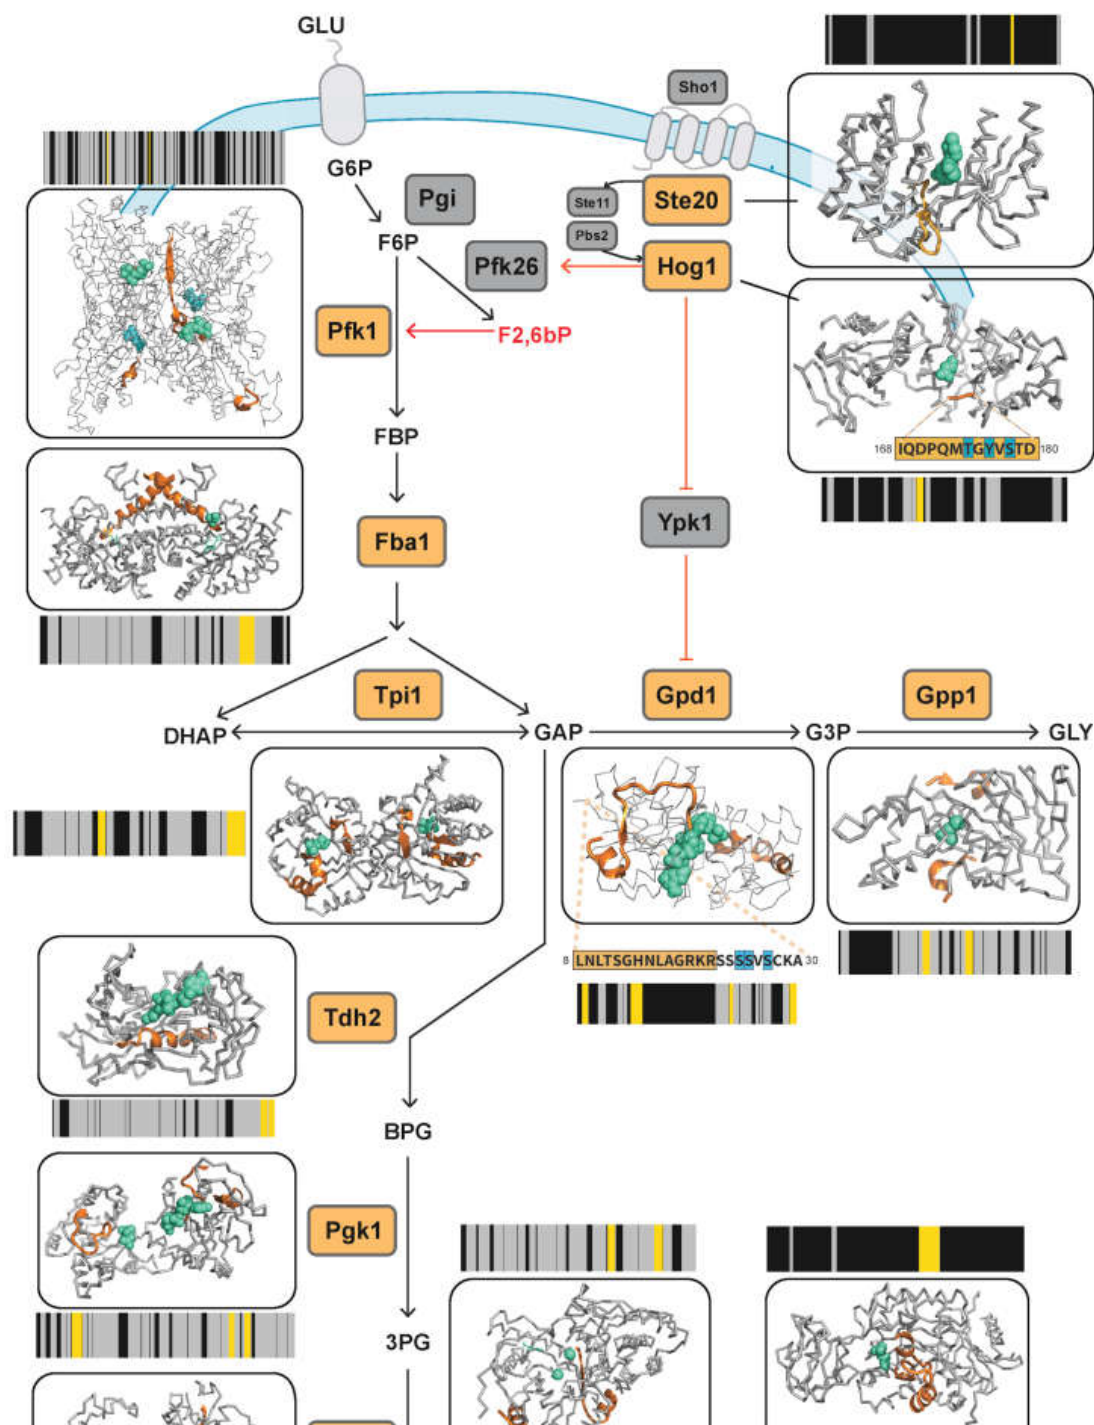 GLU
Sho1
G6P
Pgi
Ste11
Ste20
F6P
Pbs2
Pfk26
Hog1
Pfk1
F2,6bP
168 IQDPQMTGYVSTD 180
FBP
Fba1
Ypk1
Tpi1
Gpd1
Gpp1
DHAP
GAP
G3P
GLY
8 LNLTSGHNLAGRKRSSSSSVSCKA 30
Tdh2
BPG
Pgk1
3PG